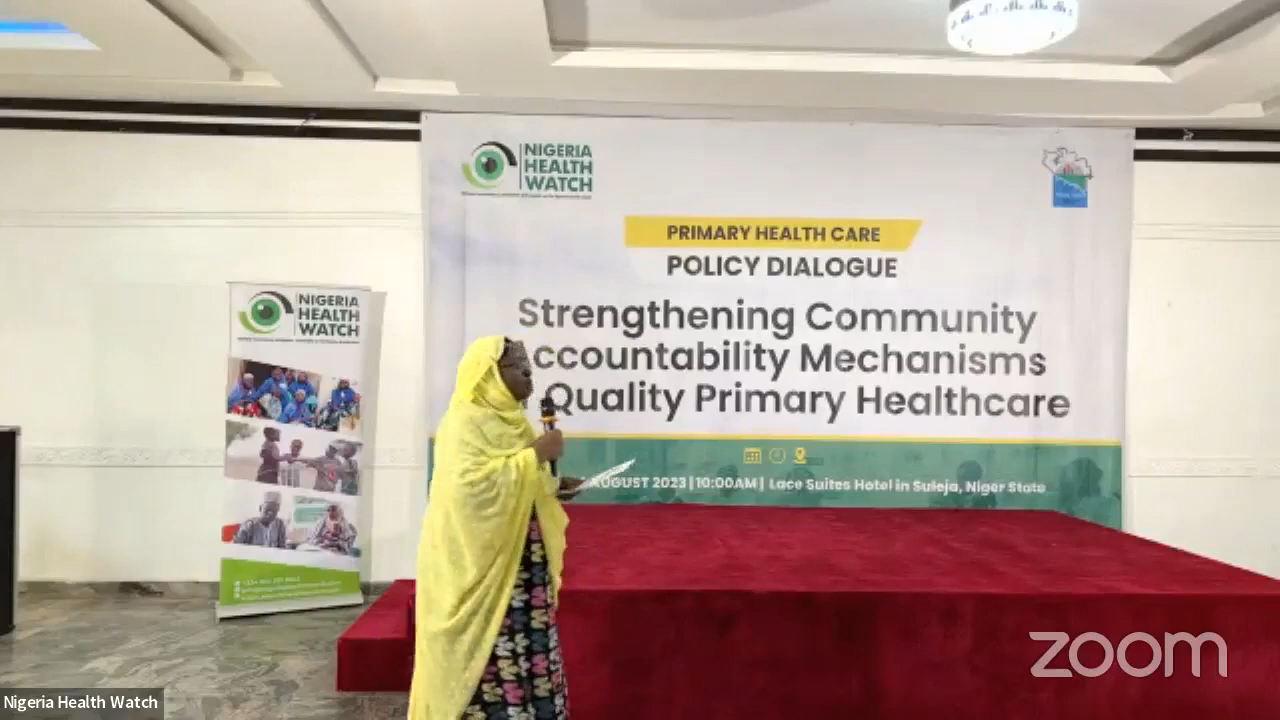 NIGERIA
HEALTH
WATCH
PRIMARY HEALTH CARE
POLICY DIALOGUE
Strengthening Community
ccountability Mechanisms
Quality Primary Healthcare
AUGUST 2023 | 10:00AM | Lace Suites Hotel in Suleja, Niger State
NIGERIA
HEALTH
WATCH
zoom
Nigeria Health Watch